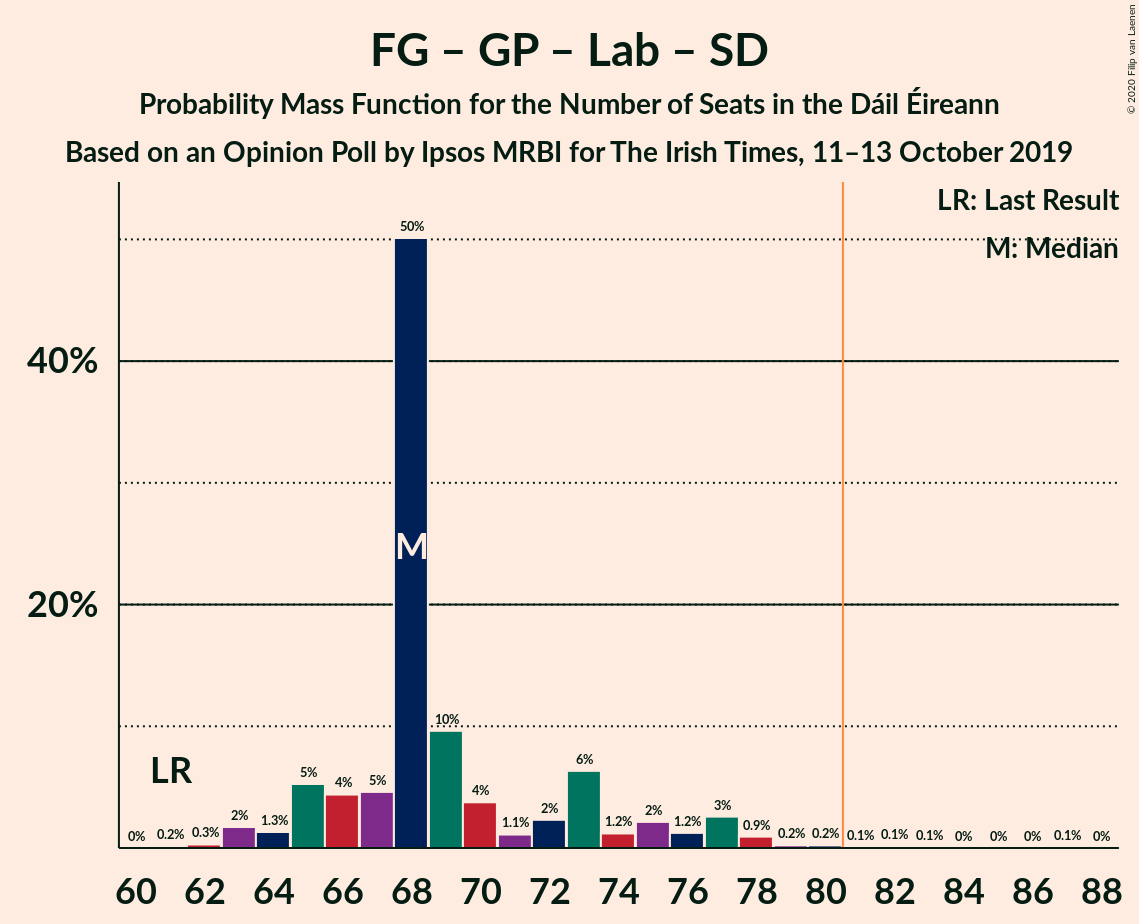 FG – GP – Lab – SD
Probability Mass Function for the Number of Seats in the Dáil Éireann
Based on an Opinion Poll by Ipsos MRBI for The Irish Times, 11–13 October 2019
© 2020 Filip van Laenen
LR: Last Result
M: Median
50%
40%
M
20%
10%
LR
0% 0.2% 0.3% 2% 1.3% 5% 4% 5% 4% 1.1% 2% 6% 1.2% 2% 1.2% 3% 0.9% 0.2% 0.2% 0.1% 0.1% 0.1% 0% 0% 0% 0.1% 0%
60 62 64 66 68 70 72 74 76 78 80 82 84 86 88